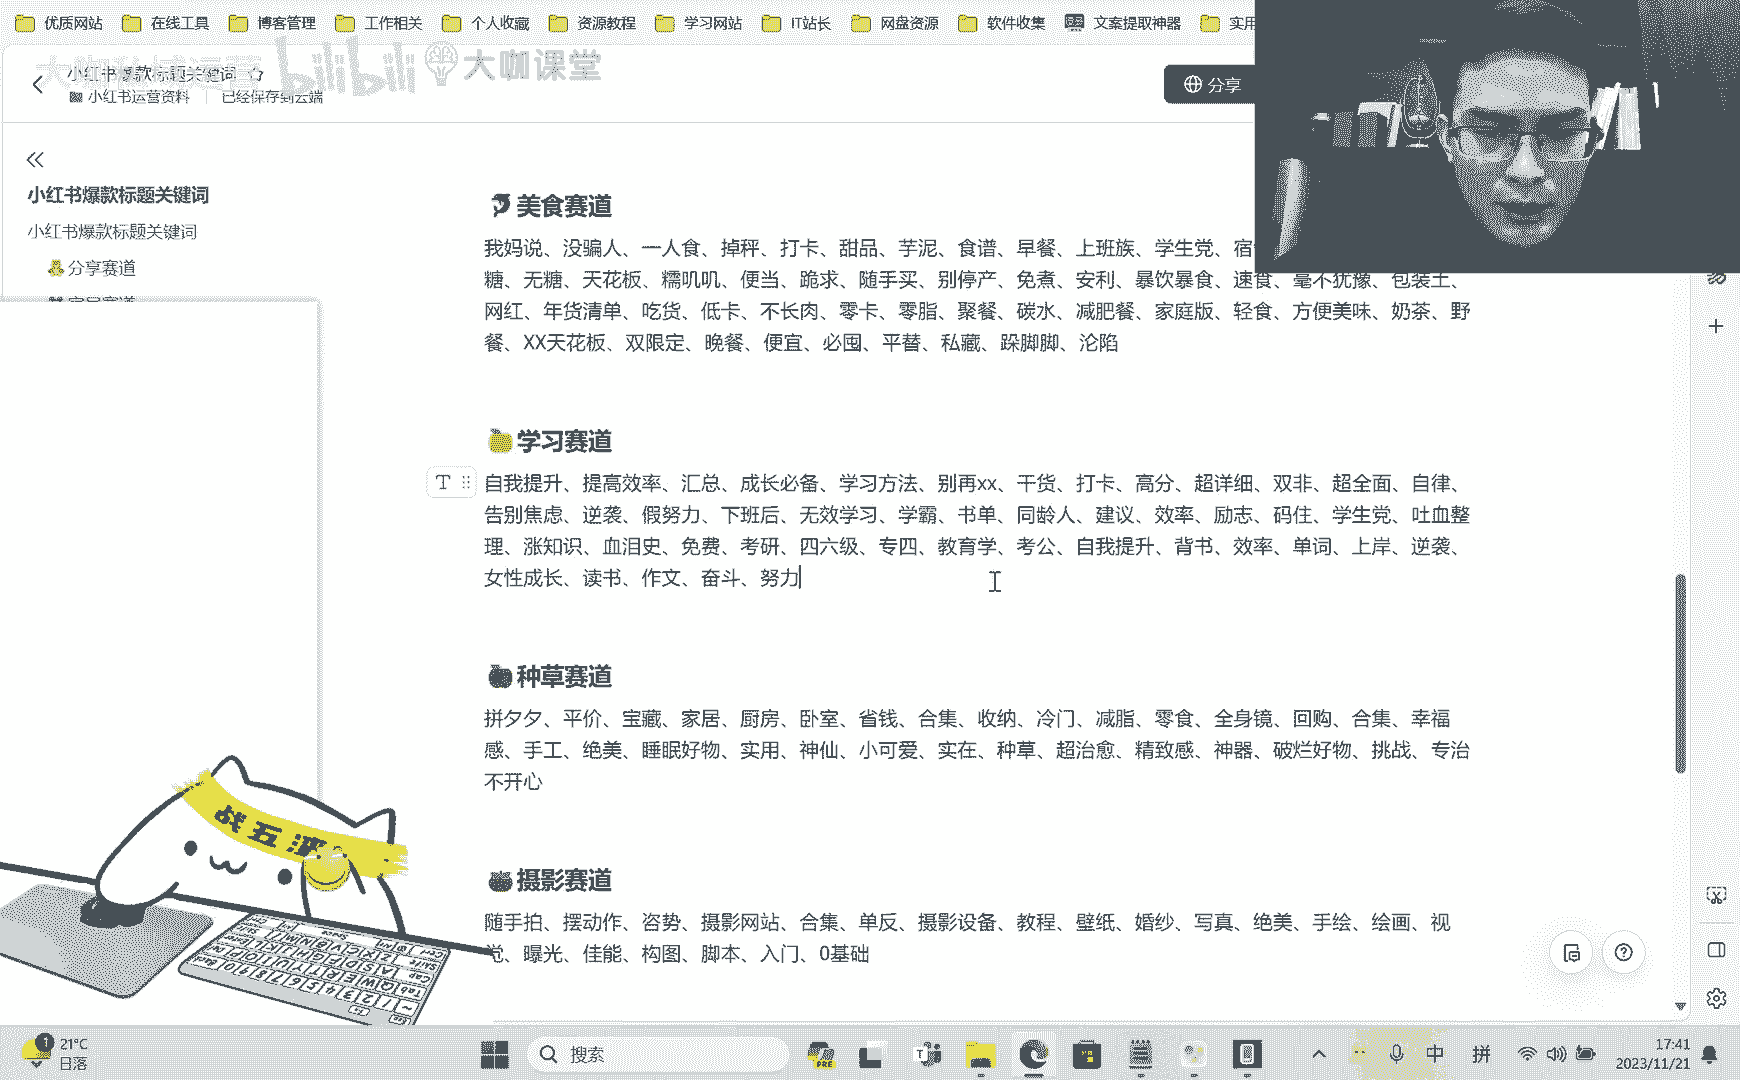 优质网站 在线工具 博客管理 工作相关 个人收藏 资源教程 学习网站 IT站长 网盘资源 软件收集 文案提取神器 实用
小红书爆款标题关键词
bilibili 大咖课堂
小红书运营资料 已经保存到云端
分享
小红书爆款标题关键词
小红书爆款标题关键词
分享赛道
美食赛道
我妈说、没骗人、一人食、掉秤、打卡、甜品、芋泥、食谱、早餐、上班族、学生党、宿
糖、无糖、天花板、糯叽叽、便当、跪求、随手买、别停产、免煮、安利、暴饮暴食、速食、毫不犹豫、包装土、
网红、年货清单、吃货、低卡、不长肉、零卡、零脂、聚餐、碳水、减肥餐、家庭版、轻食、方便美味、奶茶、野
餐、XX天花板、双限定、晚餐、便宜、必囤、平替、私藏、跺脚脚、沦陷
学习赛道
自我提升、提高效率、汇总、成长必备、学习方法、别再xx、干货、打卡、高分、超详细、双非、超全面、自律、
告别焦虑、逆袭、假努力、下班后、无效学习、学霸、书单、同龄人、建议、效率、励志、码住、学生党、吐血整
理、涨知识、血泪史、免费、考研、四六级、专四、教育学、考公、自我提升、背书、效率、单词、上岸、逆袭、
女性成长、读书、作文、奋斗、努力
种草赛道
拼夕夕、平价、宝藏、家居、厨房、卧室、省钱、合集、收纳、冷门、减脂、零食、全身镜、回购、合集、幸福
感、手工、绝美、睡眠好物、实用、神仙、小可爱、实在、种草、超治愈、精致感、神器、破烂好物、挑战、专治
不开心
战五渣
摄影赛道
随手拍、摆动作、咨势、摄影网站、合集、单反、摄影设备、教程、壁纸、婚纱、写真、绝美、手绘、绘画、视
觉、曝光、佳能、构图、脚本、入门、0基础
21°C
日落
搜索
中 拼
17:41
2023/11/21